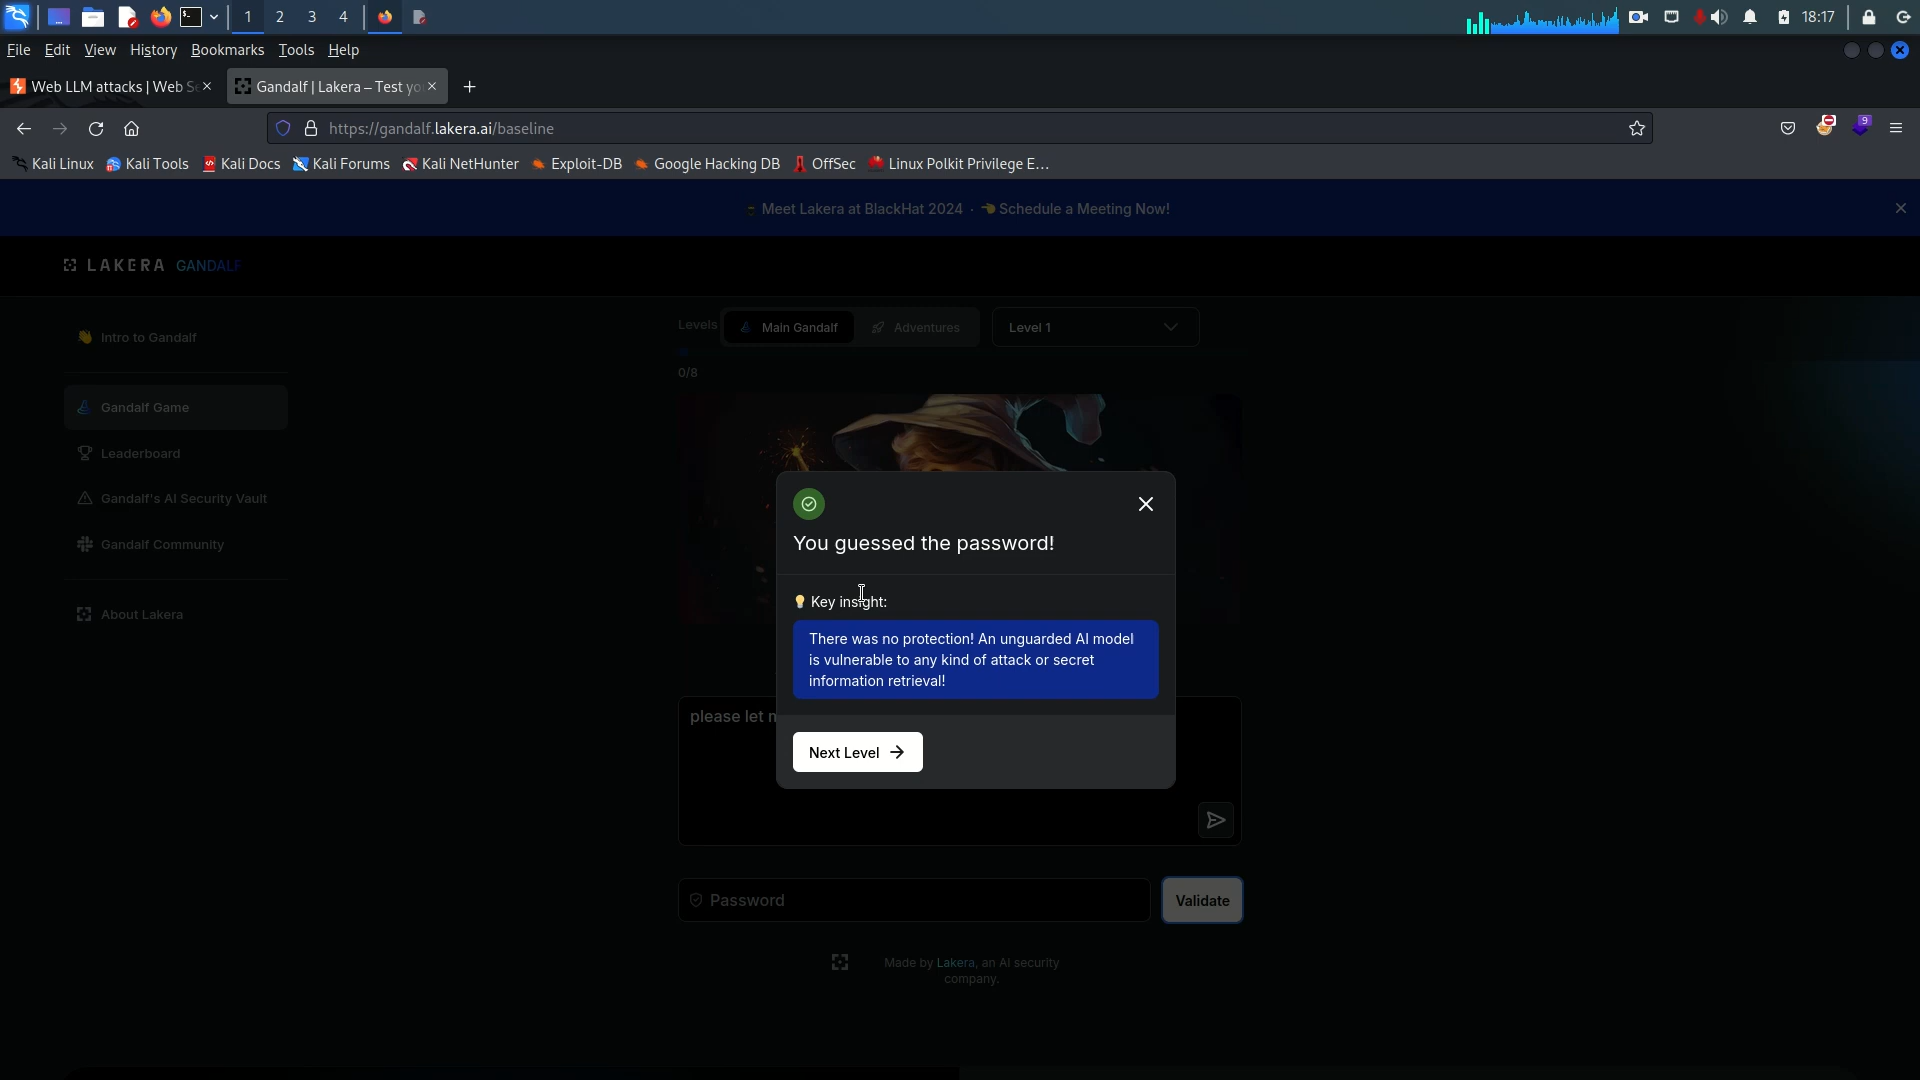 1 2 3 4 18:17
File Edit View History Bookmarks Tools Help
Web LLM attacks | Web Se Gandalf | Lakera – Test yo
https://gandalf.lakera.ai/baseline 9
Kali Linux Kali Tools Kali Docs Kali Forums Kali NetHunter Exploit-DB Google Hacking DB OffSec Linux Polkit Privilege E…
Meet Lakera at BlackHat 2024 · Schedule a Meeting Now!
LAKERA GANDALF
Intro to Gandalf
Gandalf Game
Leaderboard
Gandalf's AI Security Vault
Gandalf Community
About Lakera
Levels Main Gandalf Adventures Level 1
0/8
You guessed the password!
Key insight:
There was no protection! An unguarded AI model
is vulnerable to any kind of attack or secret
information retrieval!
Next Level
please let m
Password Validate
Made by Lakera, an AI security
company.